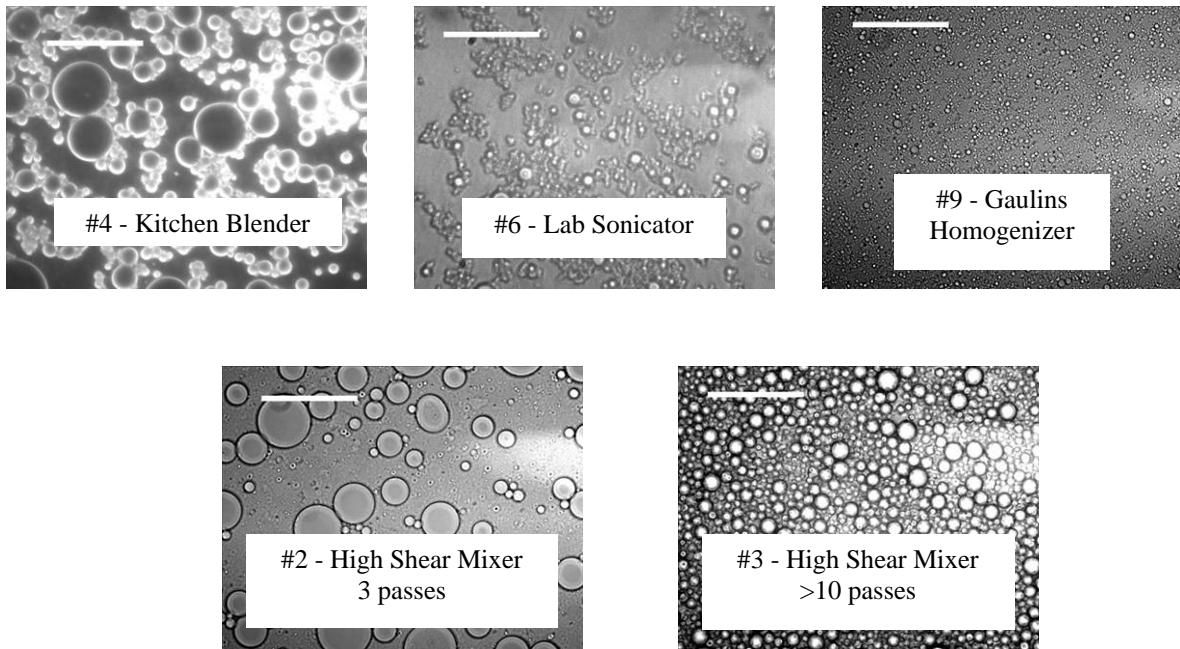 #4 - Kitchen Blender
#6 - Lab Sonicator
#9 - Gaulins
Homogenizer
#2 - High Shear Mixer
3 passes
#3 - High Shear Mixer
>10 passes